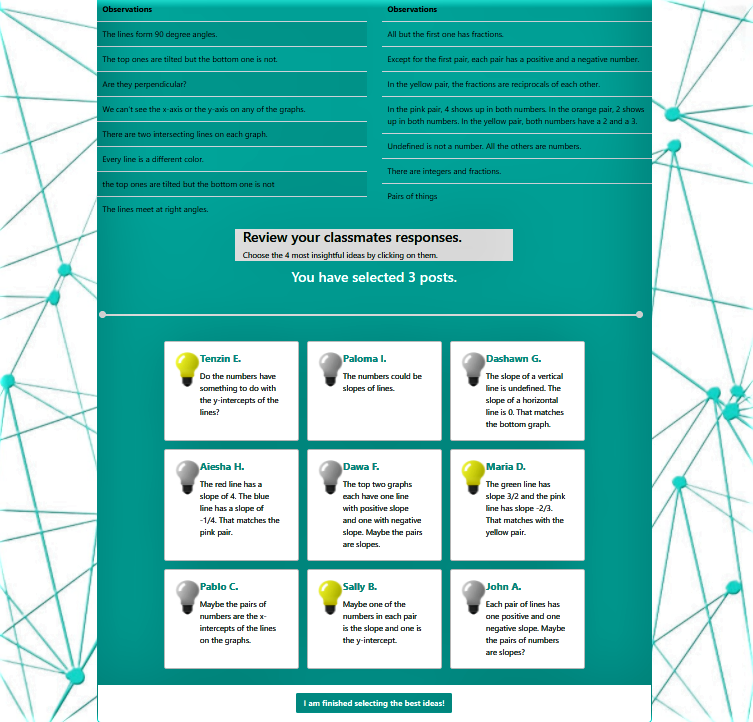 Observations
The lines form 90 degree angles.
The top ones are tilted but the bottom one is not.
Are they perpendicular?
We can't see the x-axis or the y-axis on any of the graphs.
There are two intersecting lines on each graph.
Every line is a different color.
the top ones are tilted but the bottom one is not
The lines meet at right angles.
Observations
All but the first one has fractions.
Except for the first pair, each pair has a positive and a negative number.
In the yellow pair, the fractions are reciprocals of each other.
In the pink pair, 4 shows up in both numbers. In the orange pair, 2 shows
up in both numbers. In the yellow pair, both numbers have a 2 and a 3.
Undefined is not a number. All the others are numbers.
There are integers and fractions.
Pairs of things
Review your classmates responses.
Choose the 4 most insightful ideas by clicking on them.
You have selected 3 posts.
Tenzin E.
Do the numbers have
something to do with
the y-intercepts of the
lines?
Paloma I.
The numbers could be
slopes of lines.
Dashawn G.
The slope of a vertical
line is undefined. The
slope of a horizontal
line is 0. That matches
the bottom graph.
Aiesha H.
The red line has a
slope of 4. The blue
line has a slope of
-1/4. That matches the
pink pair.
Dawa F.
The top two graphs
each have one line
with positive slope
and one with negative
slope. Maybe the pairs
are slopes.
Maria D.
The green line has
slope 3/2 and the pink
line has slope -2/3.
That matches with the
yellow pair.
Pablo C.
Maybe the pairs of
numbers are the x-
intercepts of the lines
on the graphs.
Sally B.
Maybe one of the
numbers in each pair
is the slope and one is
the y-intercept.
John A.
Each pair of lines has
one positive and one
negative slope. Maybe
the pairs of numbers
are slopes?
I am finished selecting the best ideas!